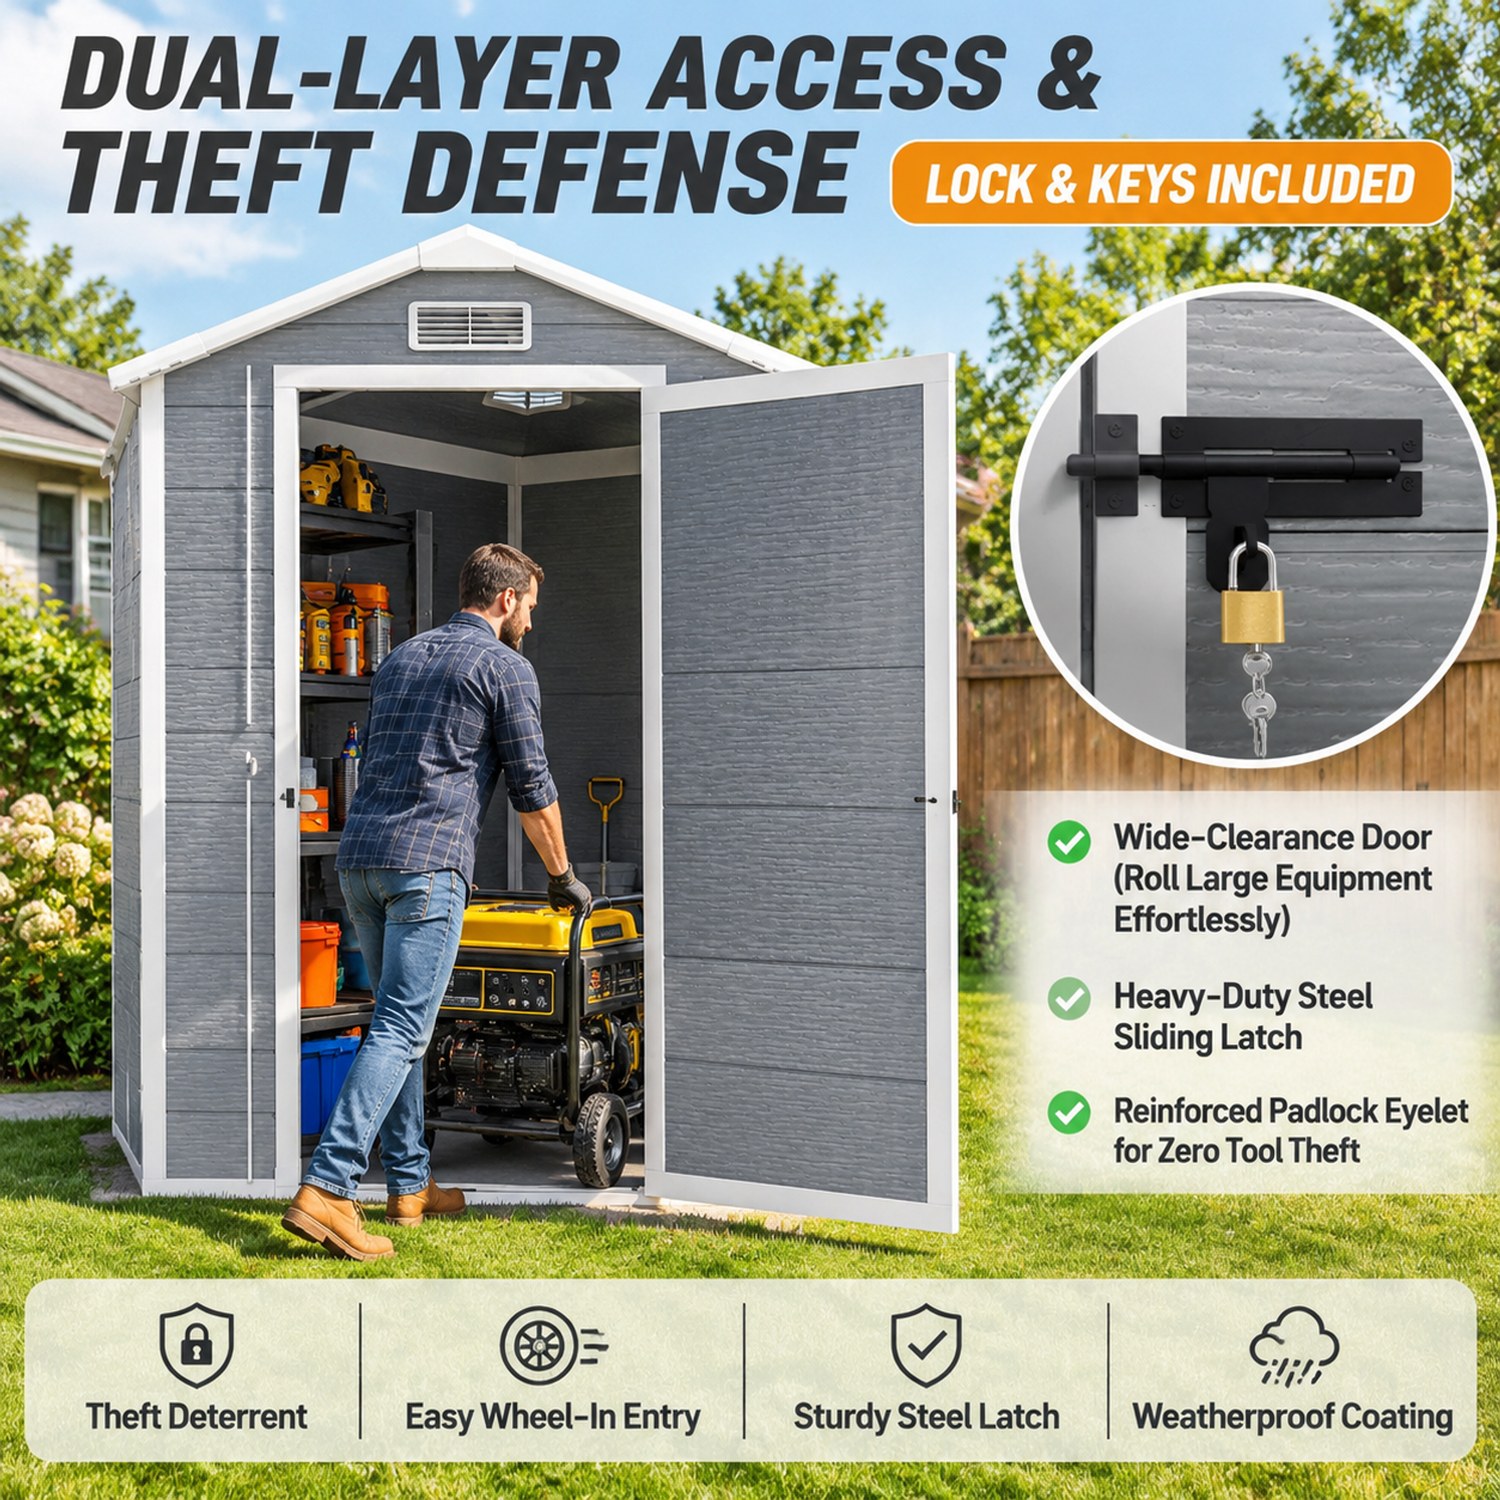 DUAL-LAYER ACCESS &
THEFT DEFENSE
LOCK & KEYS INCLUDED
Wide-Clearance Door
(Roll Large Equipment
Effortlessly)
Heavy-Duty Steel
Sliding Latch
Reinforced Padlock Eyelet
for Zero Tool Theft
Theft Deterrent
Easy Wheel-In Entry
Sturdy Steel Latch
Weatherproof Coating